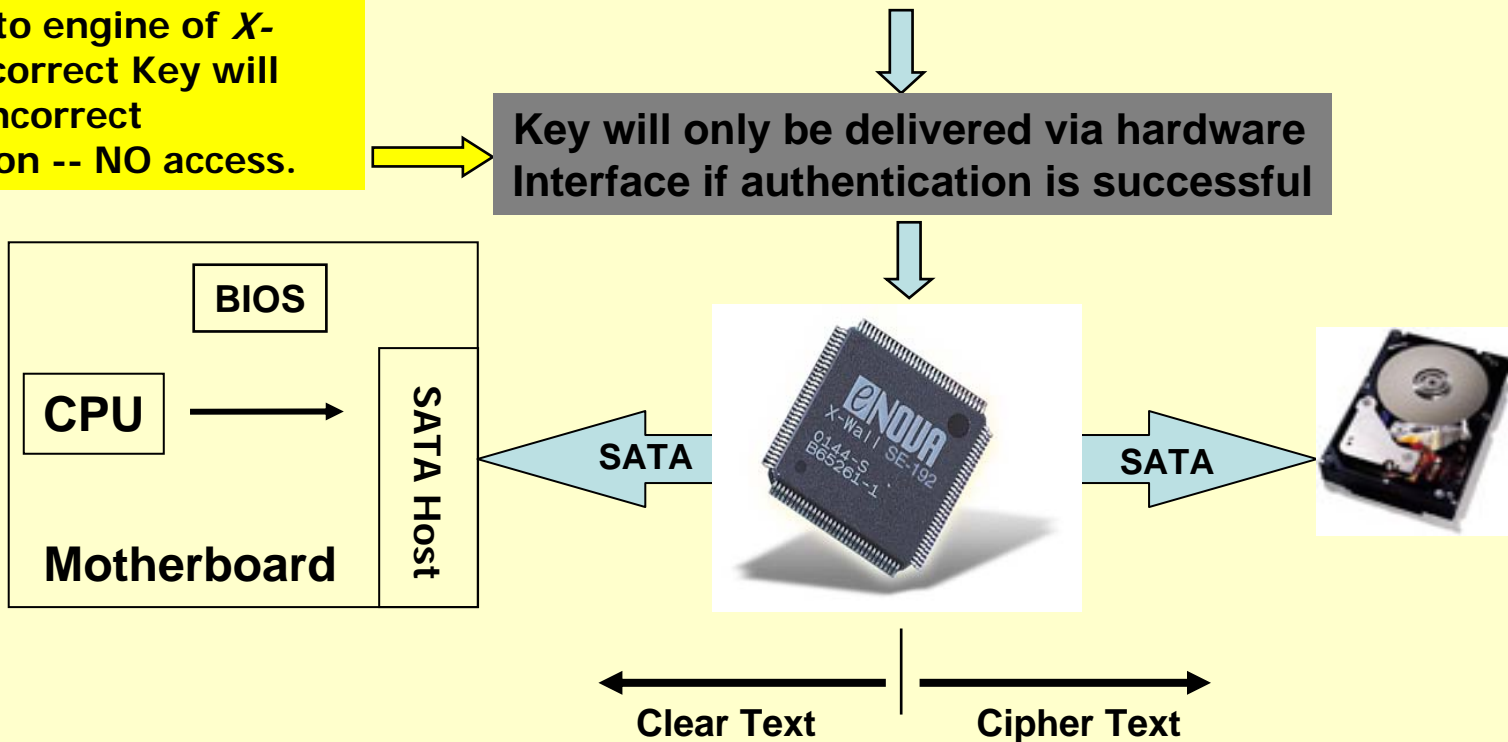 to engine of X-
correct Key will
ncorrect
on -- NO access.
Key will only be delivered via hardware
Interface if authentication is successful
BIOS
CPU
SATA Host
Motherboard
SATA
eNOVA
X-Wall SE-192
0144-S
B65261-1
SATA
Clear Text
Cipher Text